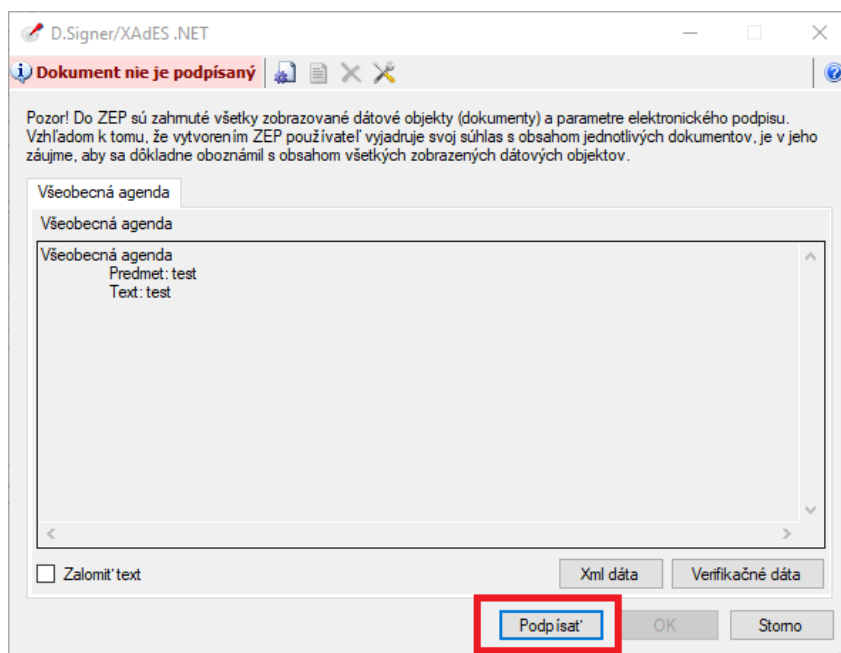 D.Signer/XAdES .NET
Dokument nie je podpísaný
Pozor! Do ZEP sú zahrnuté všetky zobrazované dátové objekty (dokumenty) a parametre elektronického podpisu.
Vzhľadom k tomu, že vytvorením ZEP používateľ vyjadruje svoj súhlas s obsahom jednotlivých dokumentov, je v jeho
záujme, aby sa dôkladne oboznámil s obsahom všetkých zobrazených dátových objektov.
Všeobecná agenda
Všeobecná agenda
Všeobecná agenda
Predmet: test
Text: test
Zalomiť text
Xml dáta
Verifikačné dáta
Podpísať
OK
Storno